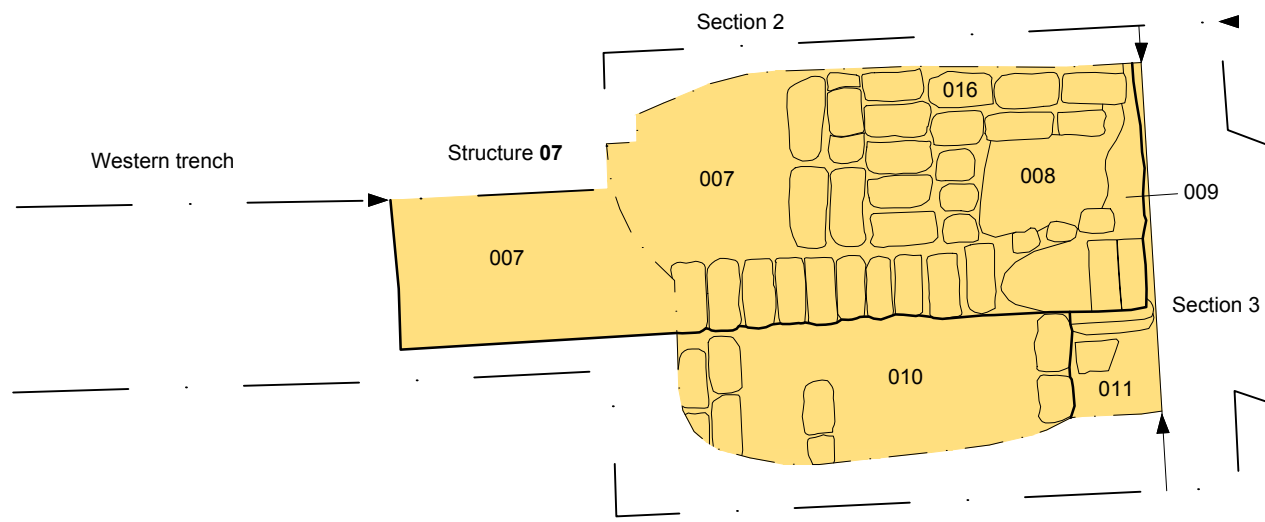 Section 2
016
Western trench
Structure 07
007
008
009
007
Section 3
010
011